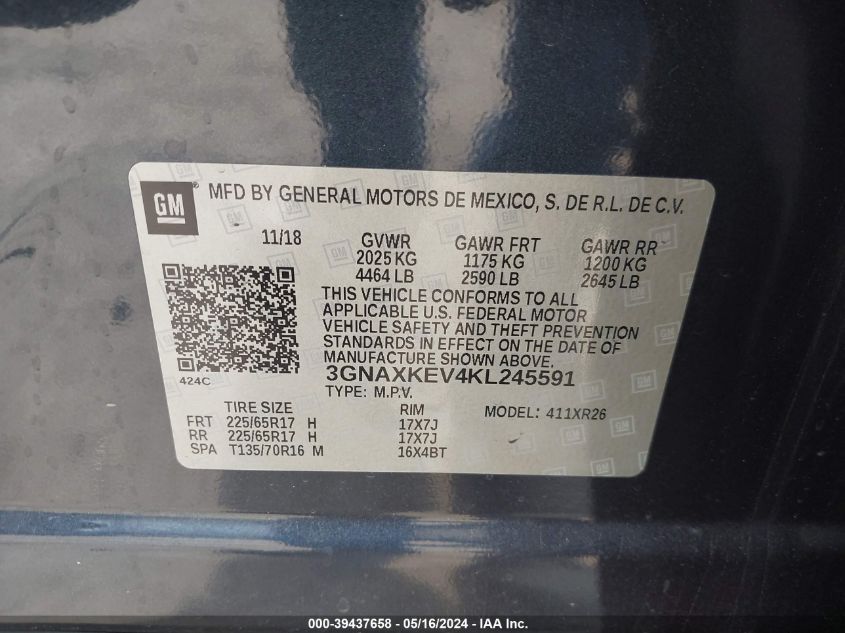 GM MFD BY GENERAL MOTORS DE MEXICO, S. DE R.L. DE C.V.
11/18 GVWR GAWR FRT GAWR RR
2025 KG 1175 KG 1200 KG
4464 LB 2590 LB 2645 LB
THIS VEHICLE CONFORMS TO ALL
APPLICABLE U.S. FEDERAL MOTOR
VEHICLE SAFETY AND THEFT PREVENTION
STANDARDS IN EFFECT ON THE DATE OF
MANUFACTURE SHOWN ABOVE.
424C 3GNAXKEV4KL245591
TYPE: M.P.V.
TIRE SIZE RIM MODEL: 411XR26
FRT 225/65R17 H 17X7J
RR 225/65R17 H 17X7J
SPA T135/70R16 M 16X4BT
000-39437658 - 05/16/2024 - IAA Inc.